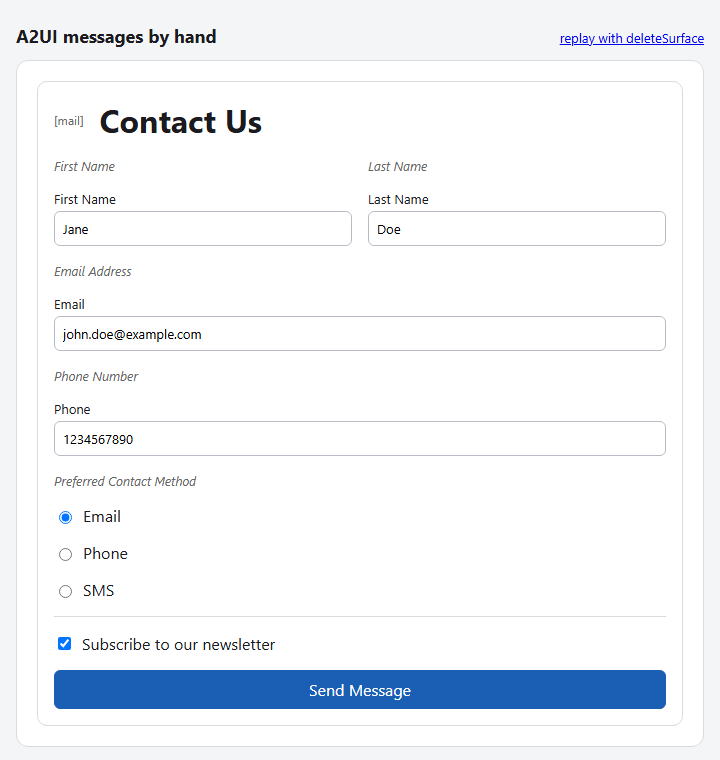 A2UI messages by hand
replay with deleteSurface
[mail] Contact Us
First Name Last Name
First Name Last Name
Jane Doe
Email Address
Email
john.doe@example.com
Phone Number
Phone
1234567890
Preferred Contact Method
Email
Phone
SMS
Subscribe to our newsletter
Send Message